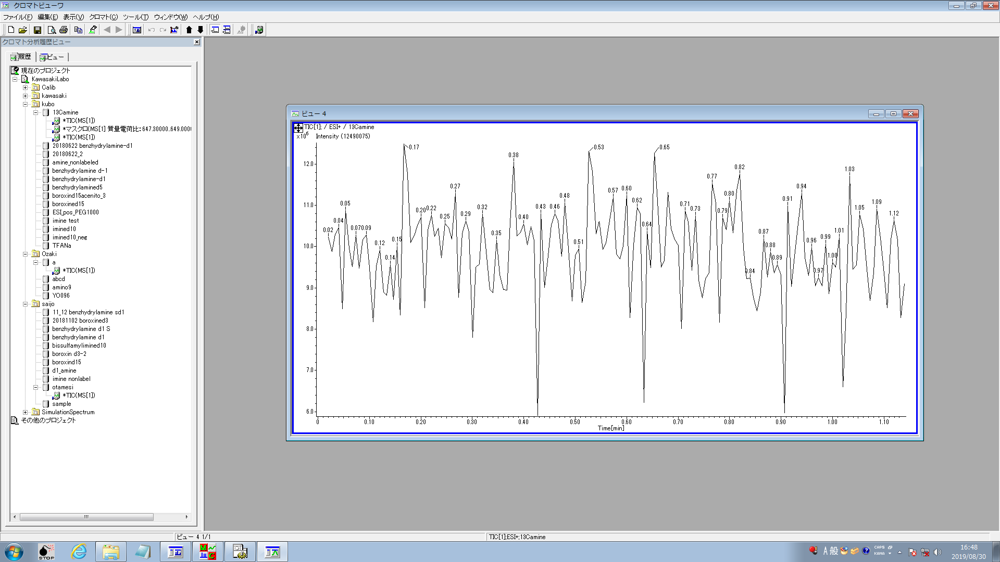 クロマトビューワ
ファイル(F) 編集(E) 表示(V) クロマト(C) ツール(T) ウィンドウ(W) ヘルプ(H)
クロマト分析履歴ビュー
履歴 ビュー
現在のプロジェクト
KawasakiLabo
Calib
kawasaki
kubo
13Camine
*TIC(MS[1])
*マスクロ(MS[1] 質量電荷比: 647.30000..649.0000
*TIC(MS[1])
20180622 benzhydrylamine-d1
20180622_2
amine_nonlabeled
benzhydrylamine d-1
benzhydrylamine-d1
benzhydrylamined5
boroxind15acenito_3
boroxined15
ESI_pos_PEG1000
imine test
imined10
imined10_neg
TFANa
Ozaki
a
*TIC(MS[1])
abcd
amino9
YO096
saijo
11_12 benzhydrylamine sd1
20181102 boroxined3
benzhydrylamine d1 S
benzhydrylamine d1
bissulfamylimined10
boroxin d3-2
boroxind15
d1_amine
imine nonlabel
otamesi
*TIC(MS[1])
sample
SimulationSpectrum
その他のプロジェクト
ビュー 4
TIC[1]; / ESI+ / 13Camine
x10⁶ Intensity (12490075)
12.0
11.0
10.0
9.0
8.0
7.0
6.0
0.02 0.04 0.05 0.07 0.09 0.12 0.14 0.15 0.17 0.20 0.22 0.25 0.27 0.29 0.32 0.35 0.38 0.40 0.43 0.46 0.48 0.51 0.53 0.57 0.60 0.62 0.64 0.65 0.71 0.73 0.77 0.79 0.80 0.82 0.84 0.87 0.88 0.89 0.91 0.94 0.96 0.97 0.99 1.00 1.01 1.03 1.05 1.09 1.12
0 0.10 0.20 0.30 0.40 0.50 0.60 0.70 0.80 0.90 1.00 1.10
Time[min]
ビュー 4 1/1
TIC[1];ESI+;13Camine
STOP
A 般
CAPS
KANA
16:48
2019/08/30